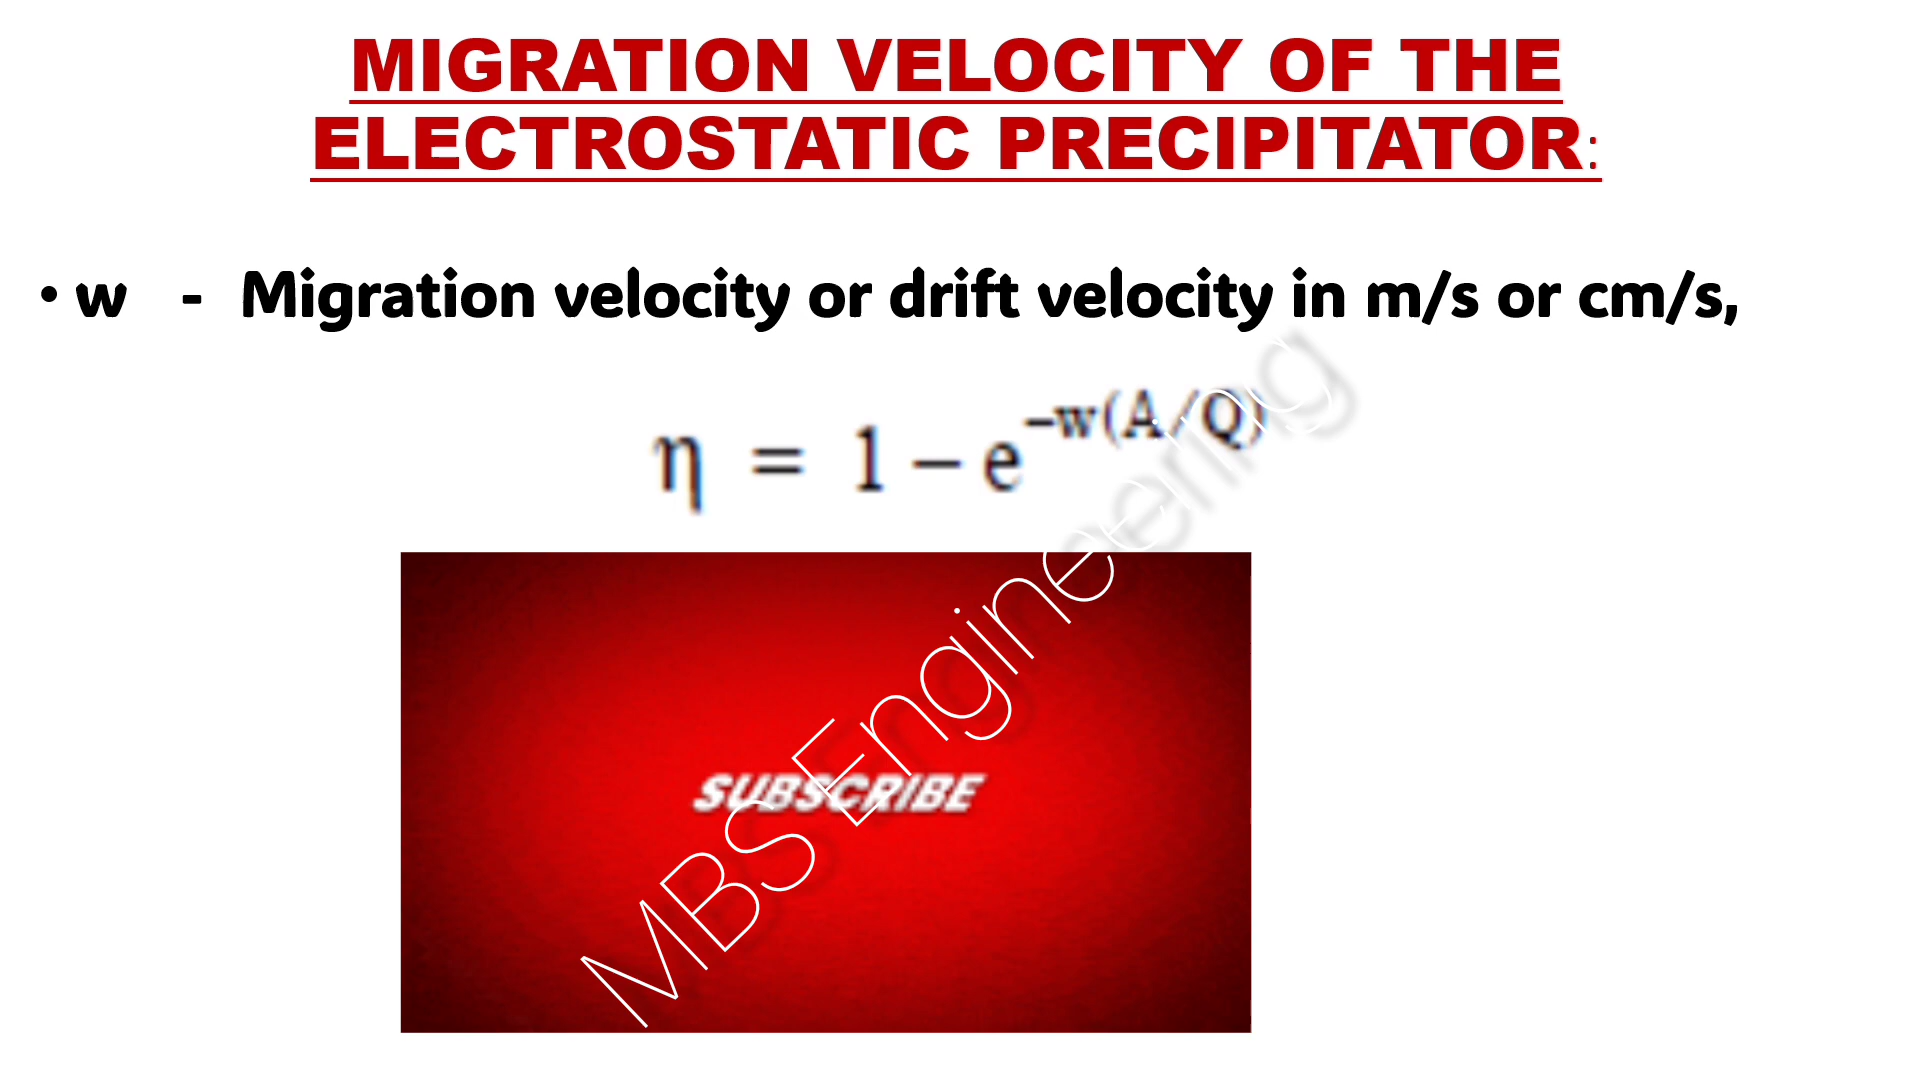 MIGRATION VELOCITY OF THE
ELECTROSTATIC PRECIPITATOR:
• w - Migration velocity or drift velocity in m/s or cm/s,
η = 1 – e^–w(A/Q)
SUBSCRIBE
MBS Engineering